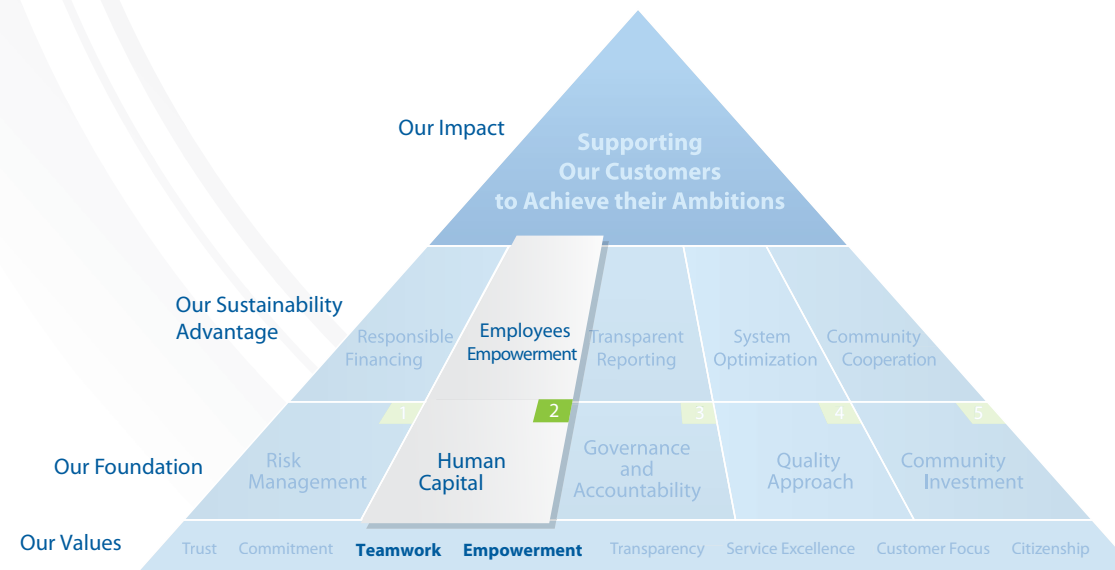 Our Impact
Supporting
Our Customers
to Achieve their Ambitions
Our Sustainability
Advantage
Responsible
Financing
Employees
Empowerment
Transparent
Reporting
System
Optimization
Community
Cooperation
1
2
3
4
5
Our Foundation
Risk
Management
Human
Capital
Governance
and
Accountability
Quality
Approach
Community
Investment
Our Values
Trust Commitment Teamwork Empowerment Transparency Service Excellence Customer Focus Citizenship